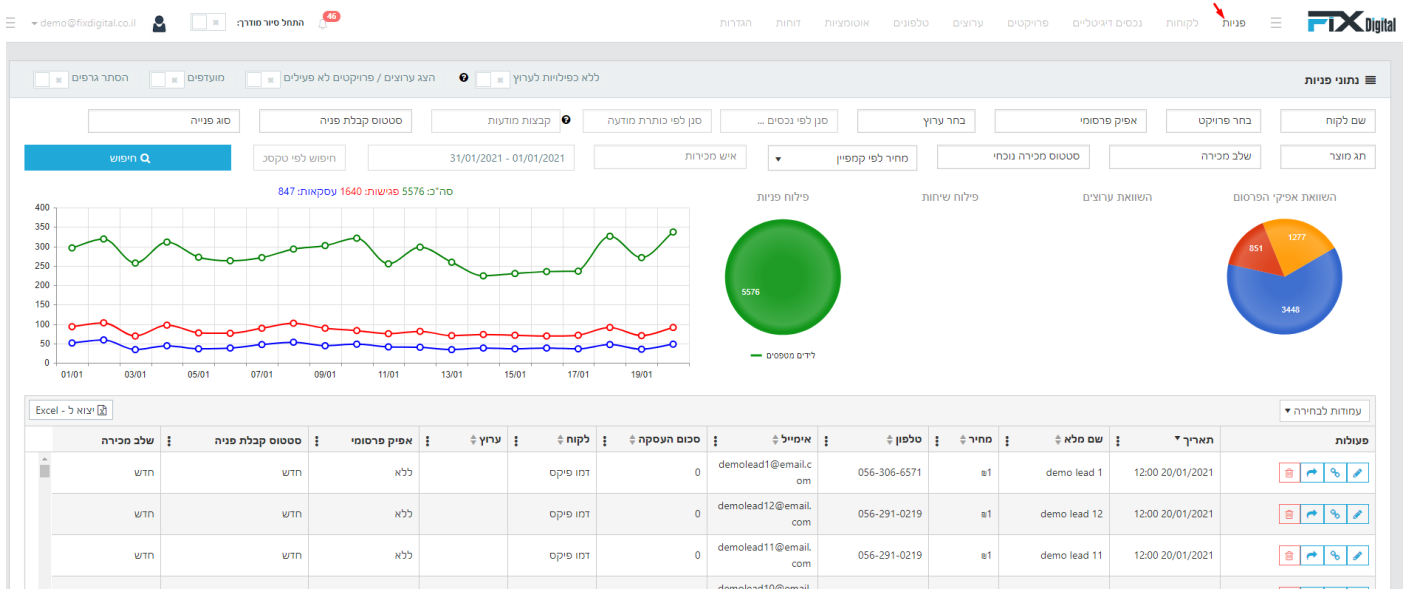 FIX Digital
פניות
לקוחות
נכסים דיגיטליים
פרויקטים
ערוצים
טלפונים
אוטומציות
דוחות
הגדרות
46
התחל סיור מודרך:
demo@fixdigital.co.il
נתוני פניות
ללא כפילויות לערוץ
הצג ערוצים / פרויקטים לא פעילים
מועדפים
הסתר גרפים
שם לקוח
בחר פרויקט
אפיק פרסומי
בחר ערוץ
סנן לפי נכסים ...
סנן לפי כותרת מודעה
קבוצות מודעות
סטטוס קבלת פניה
סוג פנייה
תג מוצר
שלב מכירה
סטטוס מכירה נוכחי
מחיר לפי קמפיין
איש מכירות
31/01/2021 - 01/01/2021
חיפוש לפי טקסט
חיפוש
השוואת אפיקי הפרסום
השוואת ערוצים
פילוח שיחות
פילוח פניות
סה"כ: 5576 פגישות: 1640 עסקאות: 847
1277
851
3448
5576
לידים מטפסים
400
350
300
250
200
150
100
50
0
01/01 03/01 05/01 07/01 09/01 11/01 13/01 15/01 17/01 19/01
עמודות לבחירה
יצוא ל - Excel
פעולות תאריך שם מלא מחיר טלפון אימייל סכום העסקה לקוח ערוץ אפיק פרסומי סטטוס קבלת פניה שלב מכירה
12:00 20/01/2021 demo lead 1 ₪1 056-306-6571 demolead1@email.c 0 דמו פיקס ללא חדש חדש
om
12:00 20/01/2021 demo lead 12 ₪1 056-291-0219 demolead12@email. 0 דמו פיקס ללא חדש חדש
com
12:00 20/01/2021 demo lead 11 ₪1 056-291-0219 demolead11@email. 0 דמו פיקס ללא חדש חדש
com
demolead10@email.